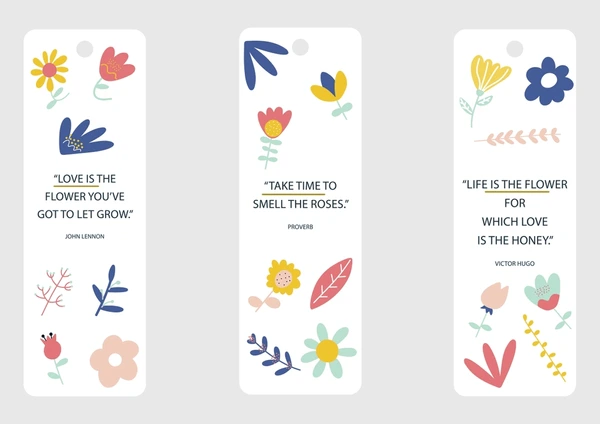 “LOVE IS THE
FLOWER YOU’VE
GOT TO LET GROW.”
JOHN LENNON
“TAKE TIME TO
SMELL THE ROSES.”
PROVERB
“LIFE IS THE FLOWER
FOR
WHICH LOVE
IS THE HONEY.”
VICTOR HUGO